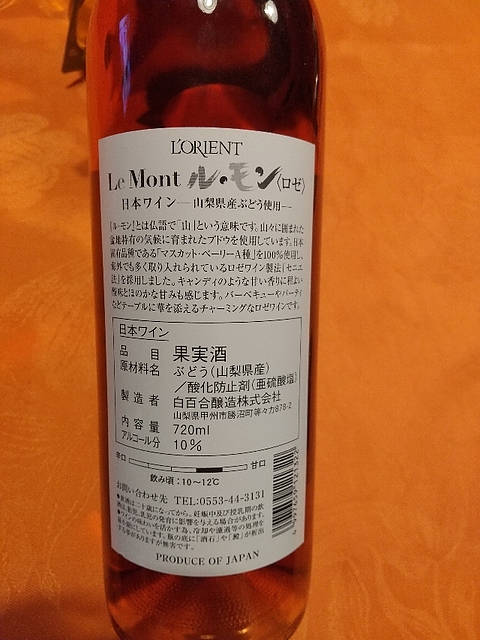 L'ORIENT
Le Mont ル・モン〈ロゼ〉
日本ワイン―山梨県産ぶどう使用―
「ル・モン」とは仏語で「山」という意味です。山々に囲まれた
盆地特有の気候に育まれたブドウを使用しています。日本
固有品種である「マスカット・ベーリーA種」を100%使用し、
海外でも多く取り入れられているロゼワイン製法「セニエ
法」を採用しました。キャンディのような甘い香りに程よい
酸味とほのかな甘みも感じます。バーベキューやパーティ
などテーブルに華を添えるチャーミングなロゼワインです。
日本ワイン
品目 果実酒
原材料名 ぶどう(山梨県産)
/酸化防止剤(亜硫酸塩)
製造者 白百合醸造株式会社
山梨県甲州市勝沼町等々力878-2
内容量 720ml
アルコール分 10%
辛口 甘口
飲み頃:10〜12℃
お問い合わせ先 TEL:0553-44-3131
PRODUCE OF JAPAN